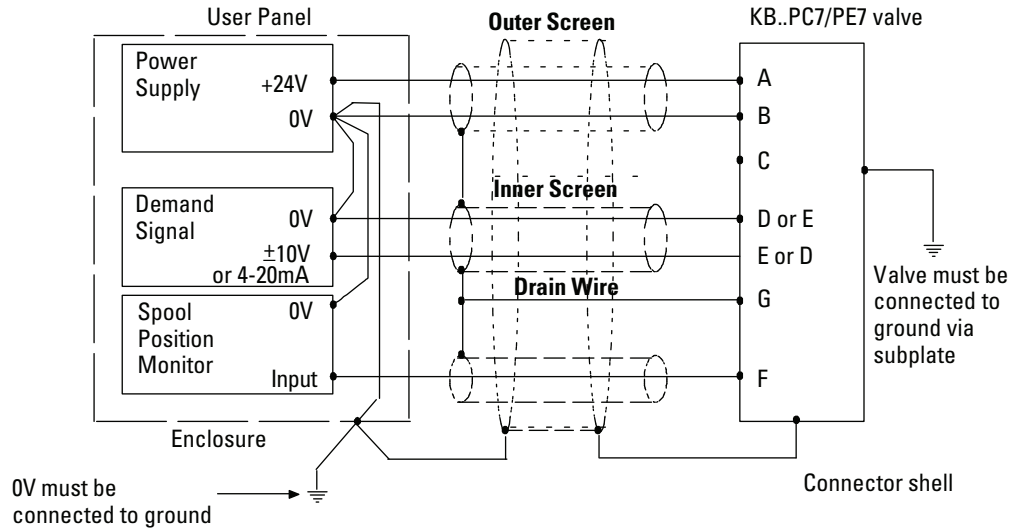 User Panel
Outer Screen
KB..PC7/PE7 valve
Power
Supply
+24V
0V
A
B
C
Inner Screen
Demand
Signal
0V
±10V
or 4-20mA
D or E
E or D
Drain Wire
G
Valve must be
connected to
ground via
subplate
Spool
Position
Monitor
0V
Input
F
Enclosure
Connector shell
0V must be
connected to ground